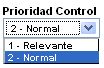 Prioridad Control
2 - Normal
1 - Relevante
2 - Normal